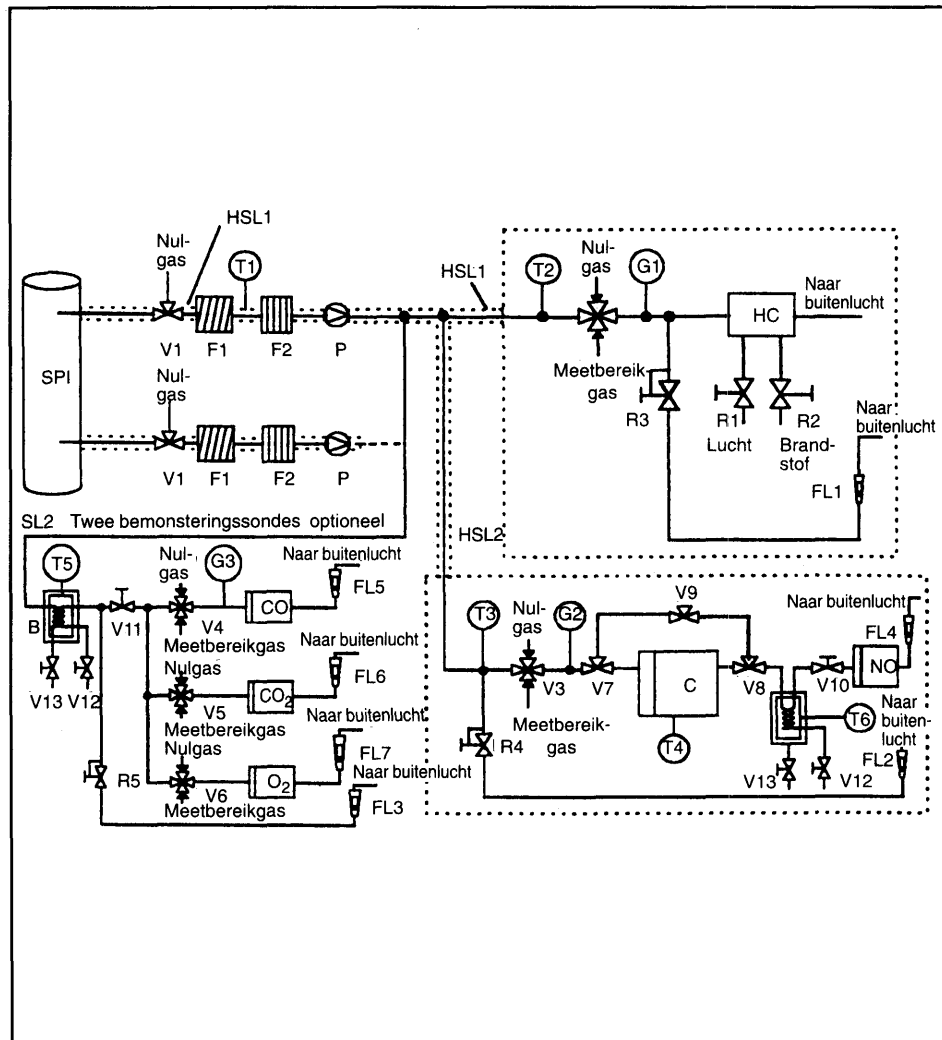 HSL1
Nul-
gas
T1
V1
F1
F2
P
SPI
Nul-
gas
V1
F1
F2
P
HSL1
T2
Nul-
gas
G1
Meetbereik-
gas
HC
Naar
buitenlucht
R3
R1
Lucht
R2
Brand-
stof
Naar
buitenlucht
FL1
SL2 Twee bemonsteringssondes optioneel
HSL2
T5
B
V13
V12
V11
Nul-
gas
G3
V4
Meetbereikgas
CO
Naar buitenlucht
FL5
Nulgas
V5
Meetbereikgas
CO2
Naar buitenlucht
FL6
Nulgas
V6
Meetbereikgas
O2
Naar buitenlucht
FL7
R5
Naar buitenlucht
FL3
T3
Nul-
gas
G2
V3
Meetbereik-
gas
R4
V7
V9
C
T4
V8
V10
NO
Naar buitenlucht
FL4
T6
V13
V12
Naar
buiten-
lucht
FL2